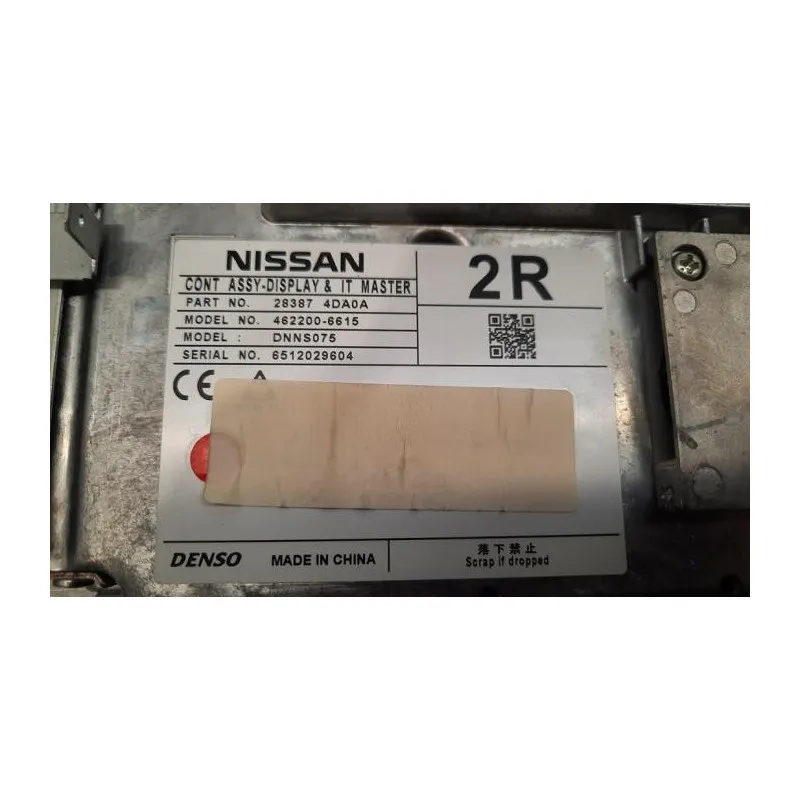 NISSAN
CONT ASSY-DISPLAY & IT MASTER
PART NO. 28387 4DA0A
MODEL NO. 462200-6615
MODEL : DNNS075
SERIAL NO. 6512029604
2R
CE
DENSO
MADE IN CHINA
落下禁止
Scrap if dropped